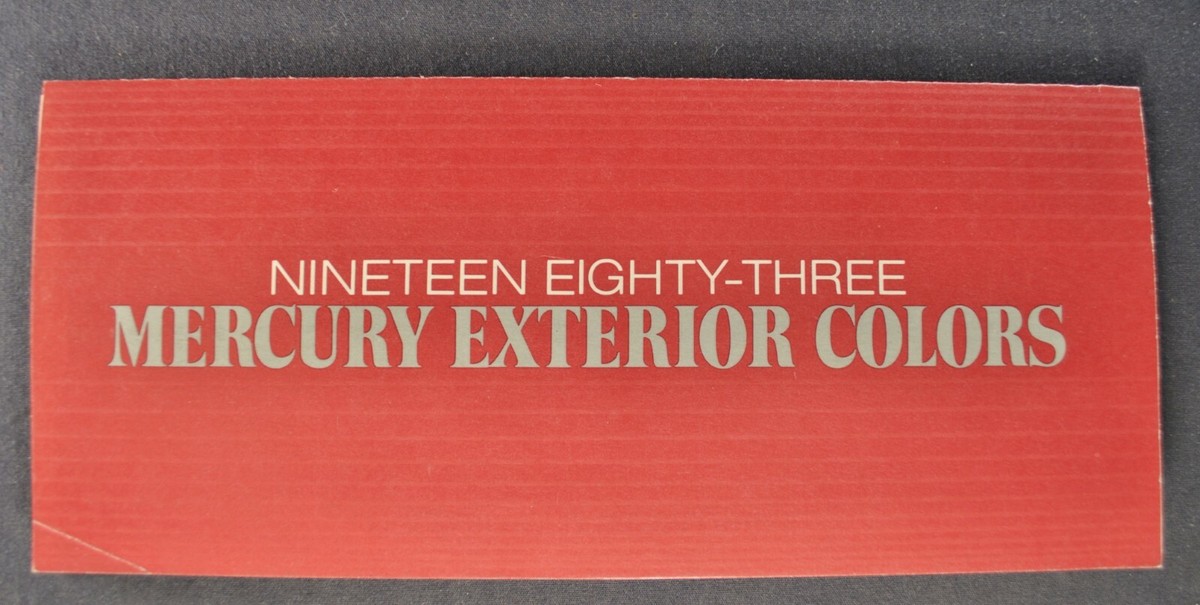 NINETEEN EIGHTY-THREE
MERCURY EXTERIOR COLORS